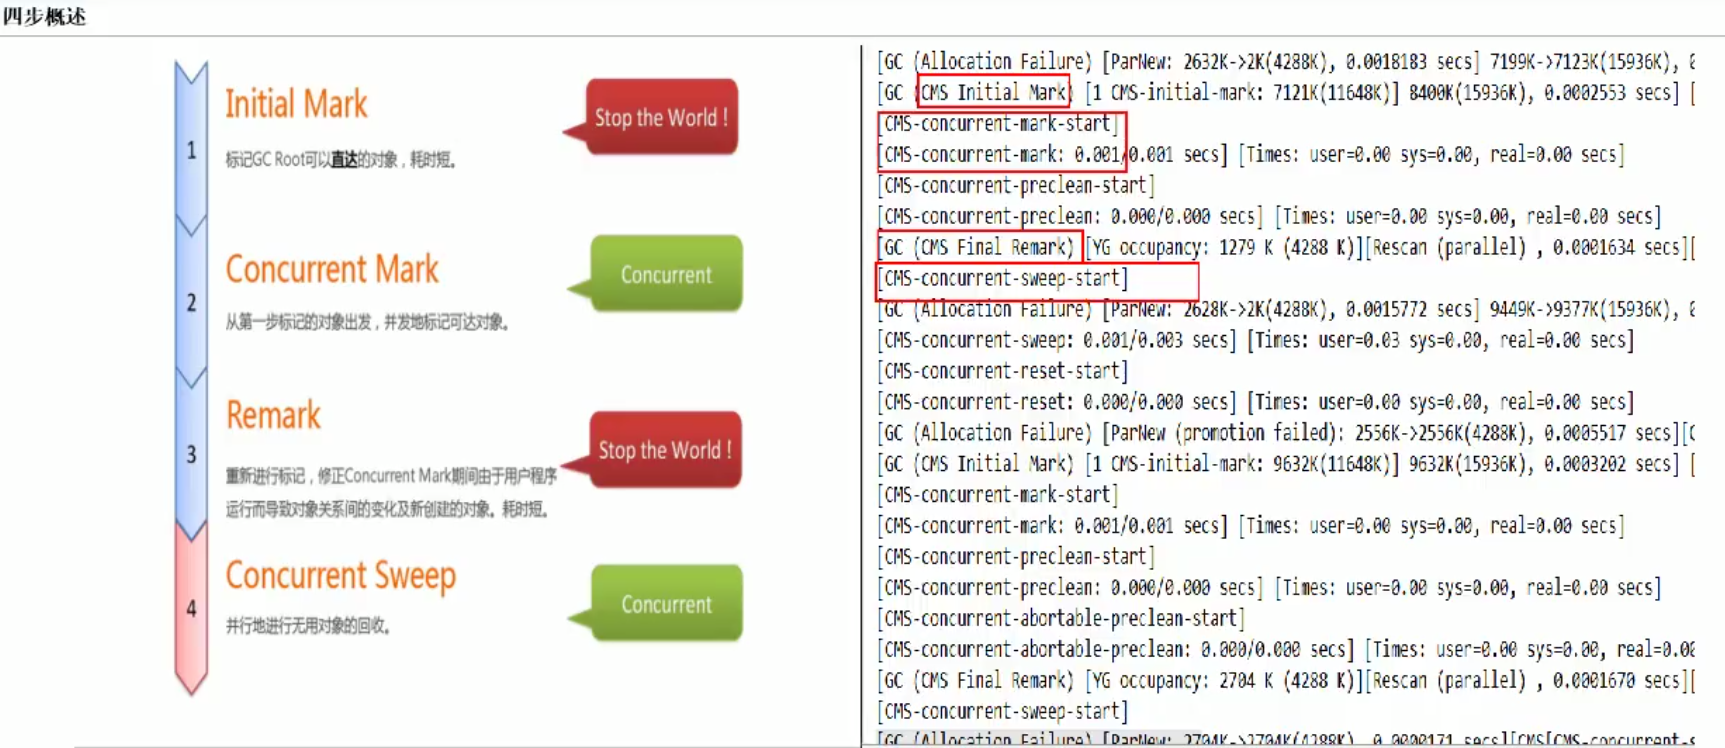 四步概述
1
Initial Mark
标记GC Root可以直达的对象，耗时短。
Stop the World !
2
Concurrent Mark
从第一步标记的对象出发，并发地标记可达对象。
Concurrent
3
Remark
重新进行标记，修正Concurrent Mark期间由于用户程序
运行而导致对象关系间的变化及新创建的对象。耗时短。
Stop the World !
4
Concurrent Sweep
并行地进行无用对象的回收。
Concurrent
[GC (Allocation Failure) [ParNew: 2632K->2K(4288K), 0.0018183 secs] 7199K->7123K(15936K),
[GC (CMS Initial Mark) [1 CMS-initial-mark: 7121K(11648K)] 8400K(15936K), 0.0002553 secs] [
[CMS-concurrent-mark-start]
[CMS-concurrent-mark: 0.001/0.001 secs] [Times: user=0.00 sys=0.00, real=0.00 secs]
[CMS-concurrent-preclean-start]
[CMS-concurrent-preclean: 0.000/0.000 secs] [Times: user=0.00 sys=0.00, real=0.00 secs]
[GC (CMS Final Remark) [YG occupancy: 1279 K (4288 K)][Rescan (parallel) , 0.0001634 secs][
[CMS-concurrent-sweep-start]
[GC (Allocation Failure) [ParNew: 2628K->2K(4288K), 0.0015772 secs] 9449K->9377K(15936K),
[CMS-concurrent-sweep: 0.001/0.003 secs] [Times: user=0.03 sys=0.00, real=0.00 secs]
[CMS-concurrent-reset-start]
[CMS-concurrent-reset: 0.000/0.000 secs] [Times: user=0.00 sys=0.00, real=0.00 secs]
[GC (Allocation Failure) [ParNew (promotion failed): 2556K->2556K(4288K), 0.0005517 secs][
[GC (CMS Initial Mark) [1 CMS-initial-mark: 9632K(11648K)] 9632K(15936K), 0.0003202 secs] [
[CMS-concurrent-mark-start]
[CMS-concurrent-mark: 0.001/0.001 secs] [Times: user=0.00 sys=0.00, real=0.00 secs]
[CMS-concurrent-preclean-start]
[CMS-concurrent-preclean: 0.000/0.000 secs] [Times: user=0.00 sys=0.00, real=0.00 secs]
[CMS-concurrent-abortable-preclean-start]
[CMS-concurrent-abortable-preclean: 0.000/0.000 secs] [Times: user=0.00 sys=0.00, real=0.00
[GC (CMS Final Remark) [YG occupancy: 2704 K (4288 K)][Rescan (parallel) , 0.0001670 secs][
[CMS-concurrent-sweep-start]
[GC (Allocation Failure) [ParNew: 2704K->2704K(4288K), 0.0000171 secs][CMS[CMS-concurrent-s